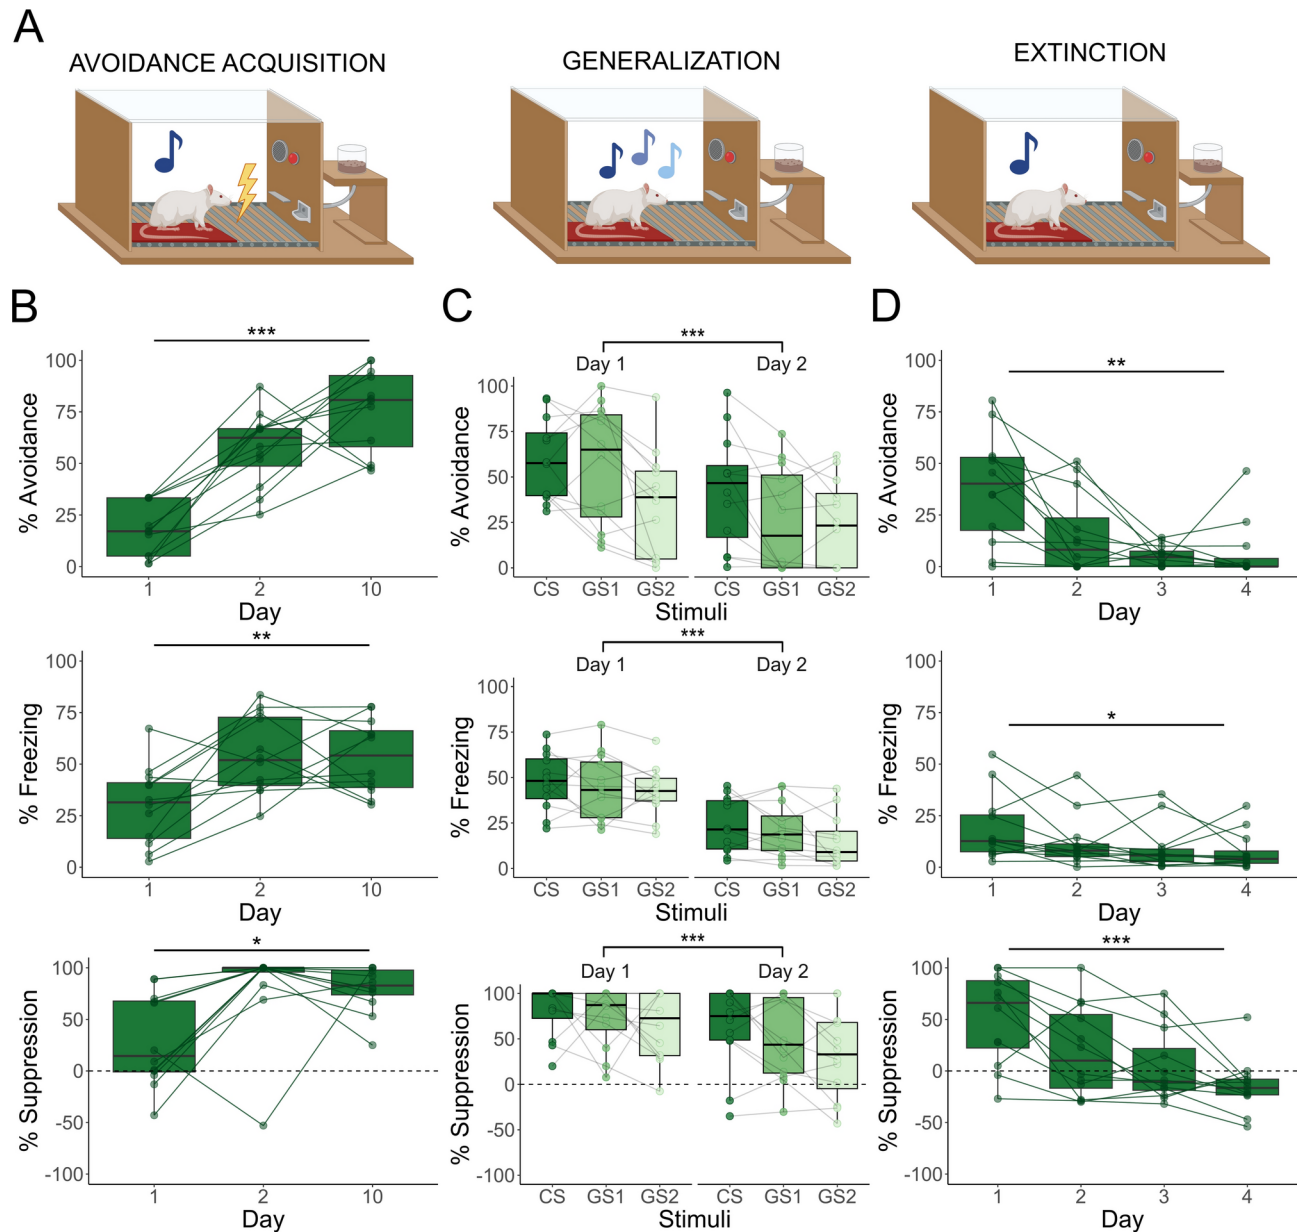 A
AVOIDANCE ACQUISITION
GENERALIZATION
EXTINCTION
B
***
% Avoidance
100
75
50
25
0
1 2 10
Day
**
% Freezing
100
75
50
25
0
1 2 10
Day
*
% Suppression
100
50
0
-50
-100
1 2 10
Day
C
***
Day 1 Day 2
% Avoidance
100
75
50
25
0
CS GS1 GS2 CS GS1 GS2
Stimuli
***
Day 1 Day 2
% Freezing
100
75
50
25
0
CS GS1 GS2 CS GS1 GS2
Stimuli
***
Day 1 Day 2
% Suppression
100
50
0
-50
-100
CS GS1 GS2 CS GS1 GS2
Stimuli
D
**
% Avoidance
100
75
50
25
0
1 2 3 4
Day
*
% Freezing
100
75
50
25
0
1 2 3 4
Day
***
% Suppression
100
50
0
-50
-100
1 2 3 4
Day